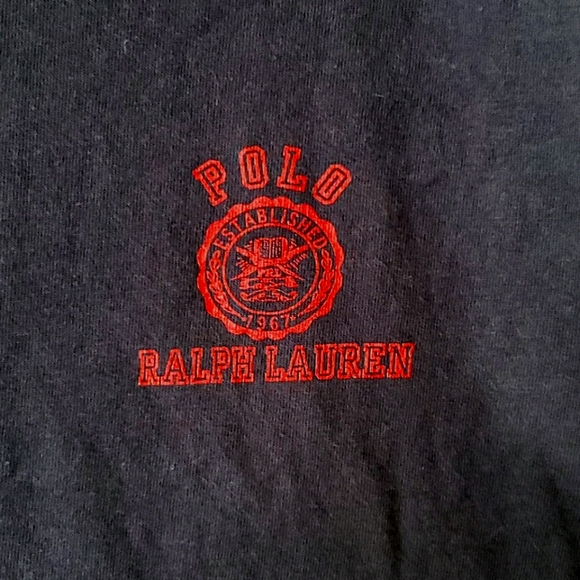 POLO
ESTABLISHED
1967
RALPH LAUREN